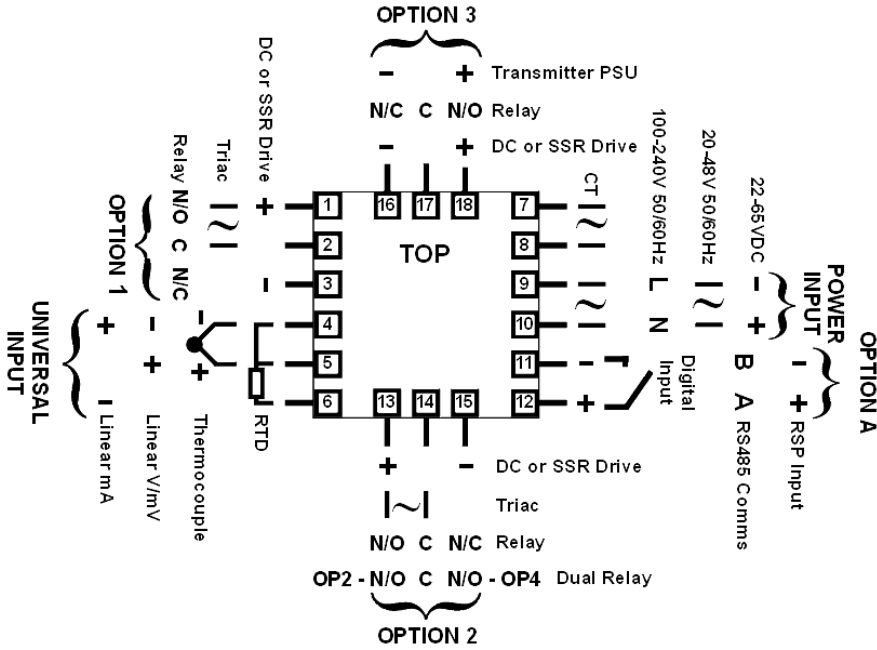 OPTION 3
- + Transmitter PSU
N/C C N/O Relay
- + DC or SSR Drive
DC or SSR Drive
Triac
Relay N/O C N/C
OPTION 1
+ -
1
2
3
4
5
6
16 17 18
TOP
13 14 15
7
8
9
10
11
12
CT
~
~
100-240V 50/60Hz
L N
20-48V 50/60Hz
~
22-65VDC
- +
POWER
INPUT
OPTION A
- +
Digital
Input
B A RS485 Comms
- + RSP Input
UNIVERSAL
INPUT
+ - Linear mA
- + Linear V/mV
- + Thermocouple
RTD
~
+ - DC or SSR Drive
~ Triac
N/O C N/C Relay
OP2 - N/O C N/O - OP4 Dual Relay
OPTION 2